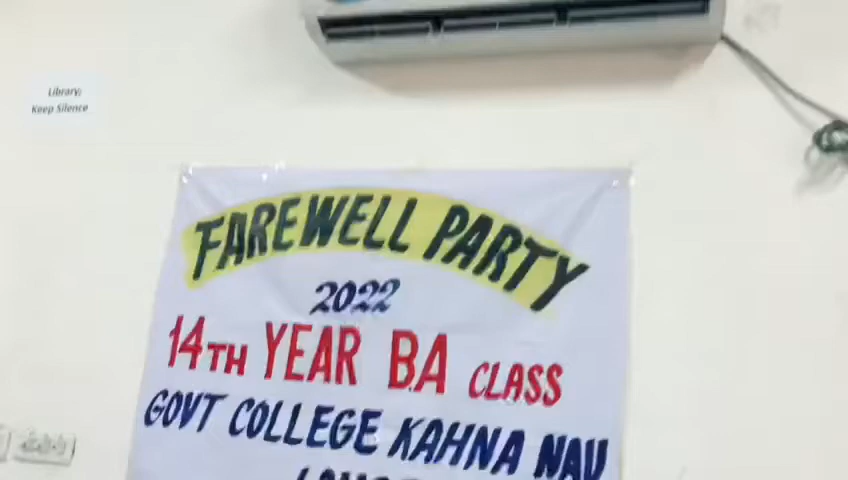 Library,
Keep Silence
FAREWELL PARTY
2022
14TH YEAR B.A CLASS
GOVT COLLEGE KAHNA NAU